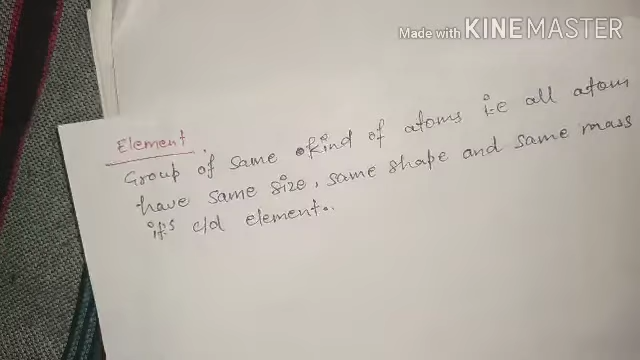 Made with KINEMASTER
Element.
Group of same kind of atoms i.e all atom
have same size, same shape and same mass
it's c/d element..